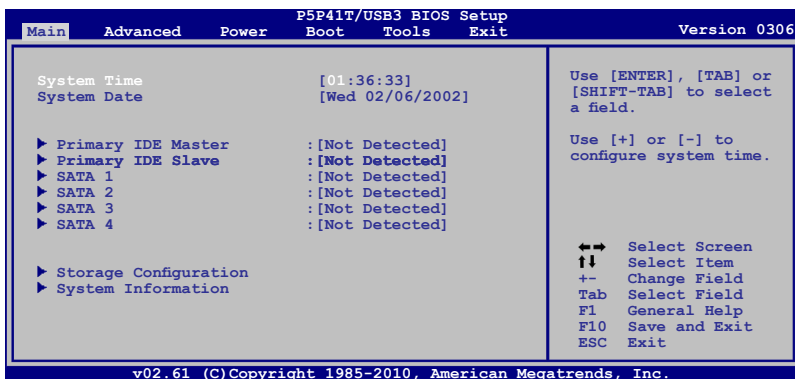 P5P41T/USB3 BIOS Setup
Main Advanced Power Boot Tools Exit Version 0306
System Time [01:36:33]
System Date [Wed 02/06/2002]
Primary IDE Master :[Not Detected]
Primary IDE Slave :[Not Detected]
SATA 1 :[Not Detected]
SATA 2 :[Not Detected]
SATA 3 :[Not Detected]
SATA 4 :[Not Detected]
Storage Configuration
System Information
Use [ENTER], [TAB] or
[SHIFT-TAB] to select
a field.
Use [+] or [-] to
configure system time.
←→ Select Screen
↑↓ Select Item
+- Change Field
Tab Select Field
F1 General Help
F10 Save and Exit
ESC Exit
v02.61 (C)Copyright 1985-2010, American Megatrends, Inc.